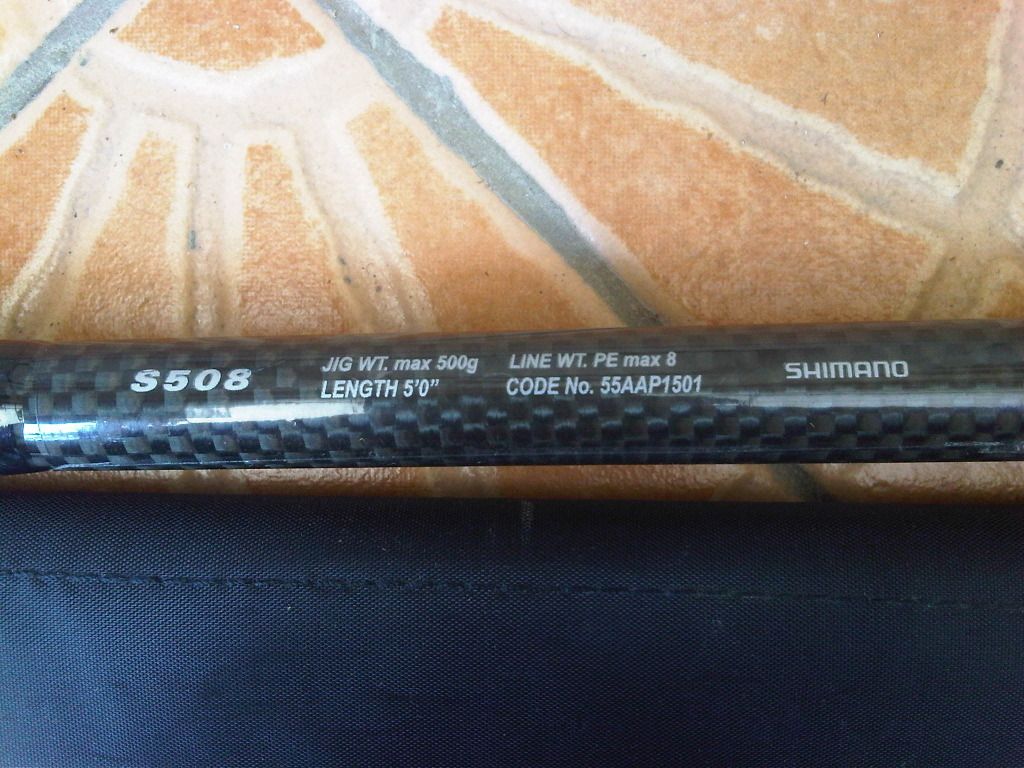 S508
JIG WT. max 500g
LENGTH 5'0"
LINE WT. PE max 8
CODE No. 55AAP1501
SHIMANO